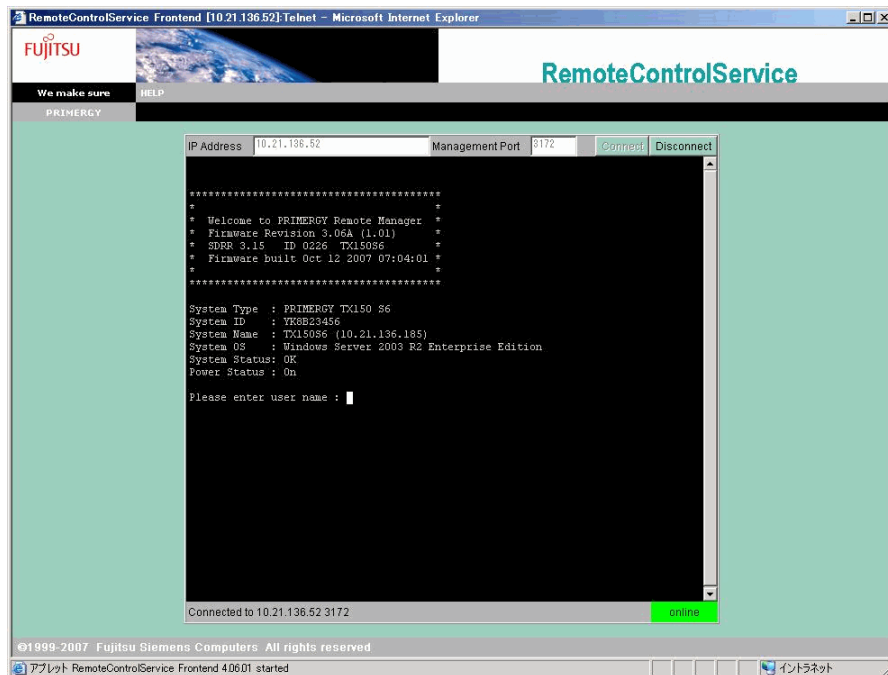 RemoteControlService Frontend [10.21.136.52]:Telnet - Microsoft Internet Explorer
FUJITSU
RemoteControlService
We make sure
HELP
PRIMERGY
IP Address 10.21.136.52 Management Port 3172 Connect Disconnect
****************************************
* *
* Welcome to PRIMERGY Remote Manager *
* Firmware Revision 3.06A (1.01) *
* SDRR 3.15 ID 0226 TX150S6 *
* Firmware built Oct 12 2007 07:04:01 *
* *
****************************************
System Type : PRIMERGY TX150 S6
System ID : YK8B23456
System Name : TX150S6 (10.21.136.185)
System OS : Windows Server 2003 R2 Enterprise Edition
System Status: OK
Power Status : On
Please enter user name :
Connected to 10.21.136.52 3172 online
©1999-2007 Fujitsu Siemens Computers All rights reserved
アプレット RemoteControlService Frontend 4.06.01 started イントラネット